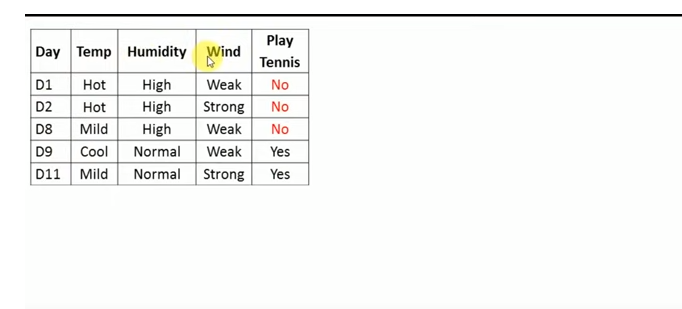 Day Temp Humidity Wind Play Tennis
D1 Hot High Weak No
D2 Hot High Strong No
D8 Mild High Weak No
D9 Cool Normal Weak Yes
D11 Mild Normal Strong Yes